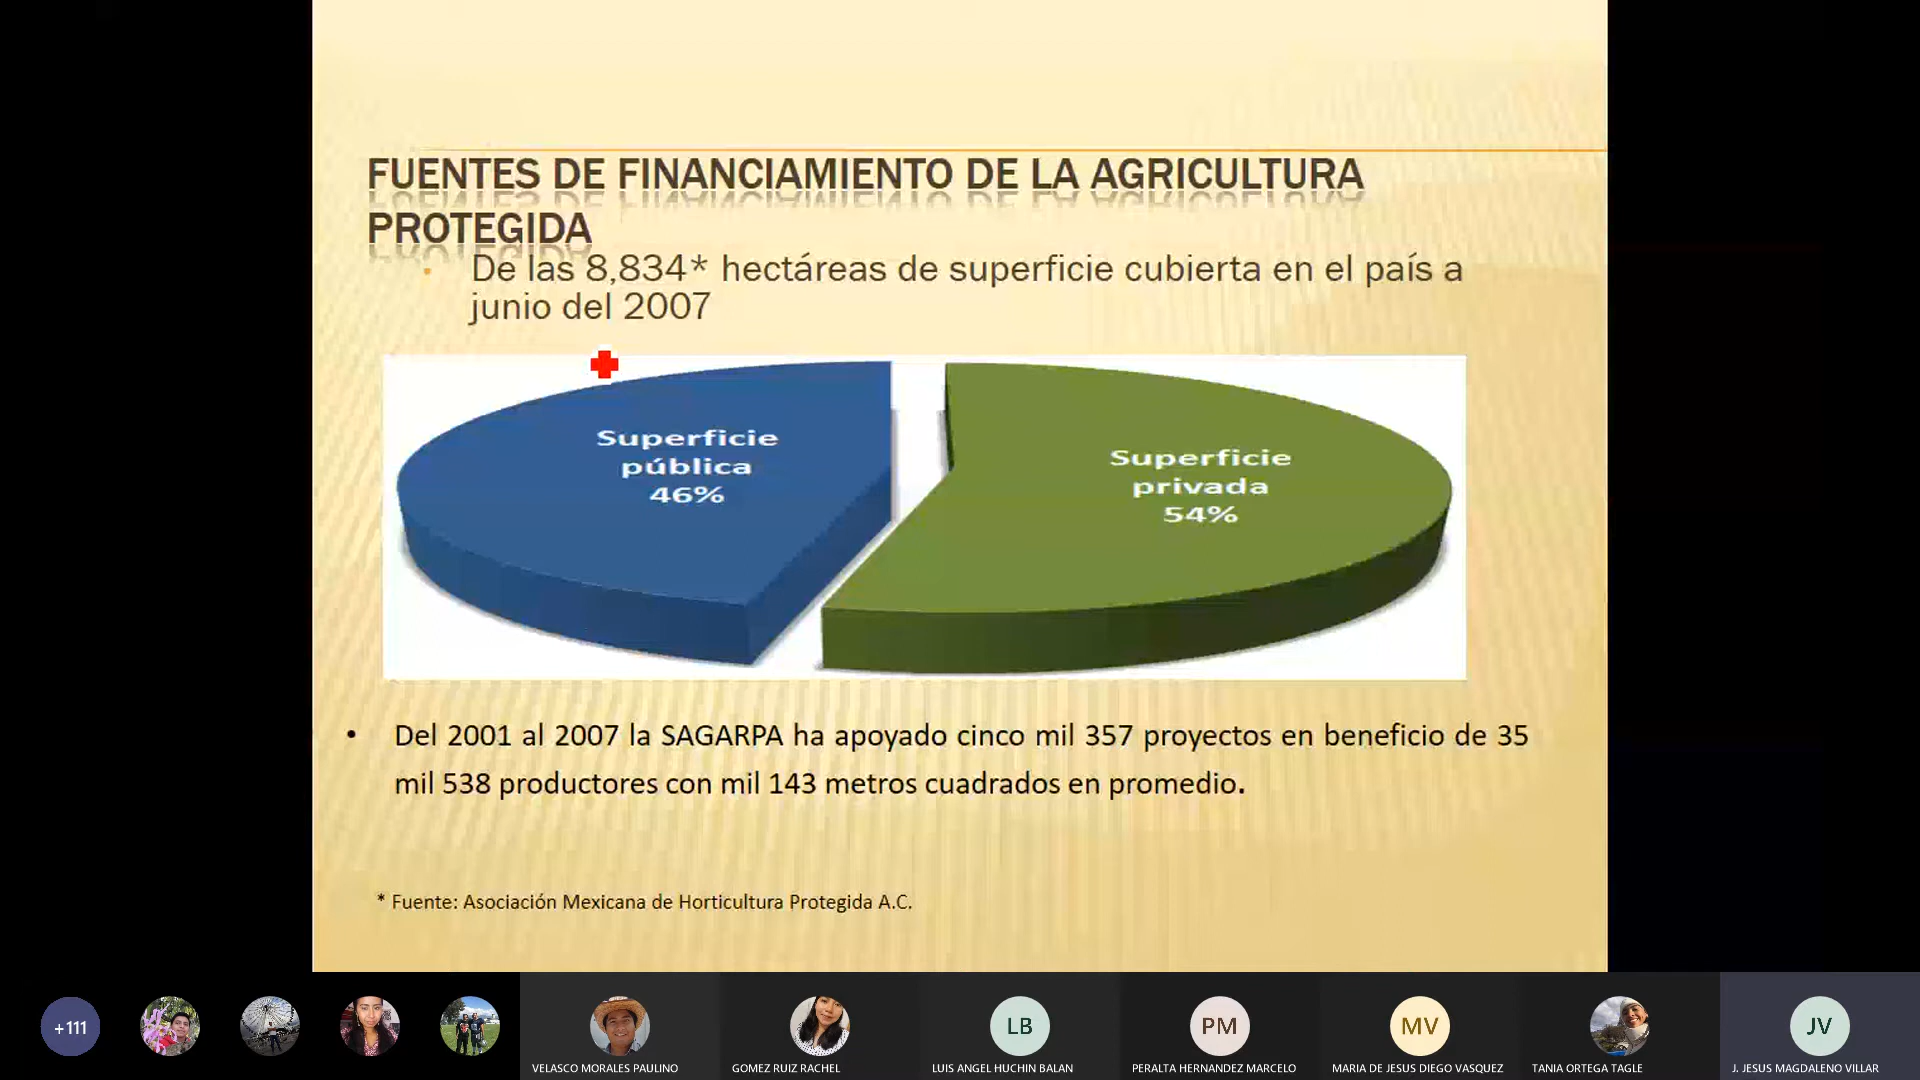 FUENTES DE FINANCIAMIENTO DE LA AGRICULTURA
PROTEGIDA
• De las 8,834* hectáreas de superficie cubierta en el país a
junio del 2007
Superficie
pública
46%
Superficie
privada
54%
• Del 2001 al 2007 la SAGARPA ha apoyado cinco mil 357 proyectos en beneficio de 35
mil 538 productores con mil 143 metros cuadrados en promedio.
* Fuente: Asociación Mexicana de Horticultura Protegida A.C.
+111
LB
PM
MV
JV
VELASCO MORALES PAULINO
GOMEZ RUIZ RACHEL
LUIS ANGEL HUCHIN BALAN
PERALTA HERNANDEZ MARCELO
MARIA DE JESUS DIEGO VASQUEZ
TANIA ORTEGA TAGLE
J. JESUS MAGDALENO VILLAR